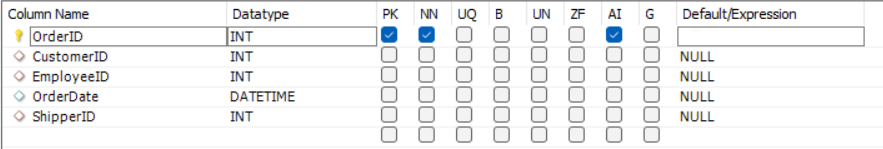 Column Name Datatype PK NN UQ B UN ZF AI G Default/Expression
OrderID INT
CustomerID INT NULL
EmployeeID INT NULL
OrderDate DATETIME NULL
ShipperID INT NULL